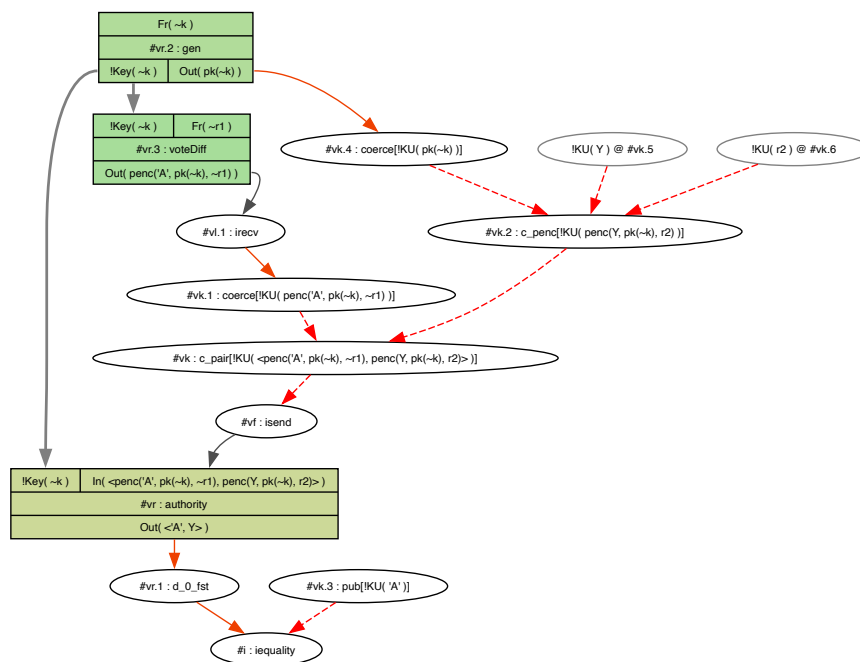 Fr( ~k )
#vr.2 : gen
!Key( ~k ) Out( pk(~k) )
!Key( ~k ) Fr( ~r1 )
#vr.3 : voteDiff
Out( penc('A', pk(~k), ~r1) )
#vk.4 : coerce[!KU( pk(~k) )]
!KU( Y ) @ #vk.5
!KU( r2 ) @ #vk.6
#vl.1 : irecv
#vk.2 : c_penc[!KU( penc(Y, pk(~k), r2) )]
#vk.1 : coerce[!KU( penc('A', pk(~k), ~r1) )]
#vk : c_pair[!KU( <penc('A', pk(~k), ~r1), penc(Y, pk(~k), r2)> )]
#vf : isend
!Key( ~k ) In( <penc('A', pk(~k), ~r1), penc(Y, pk(~k), r2)> )
#vr : authority
Out( <'A', Y> )
#vr.1 : d_0_fst
#vk.3 : pub[!KU( 'A' )]
#i : iequality